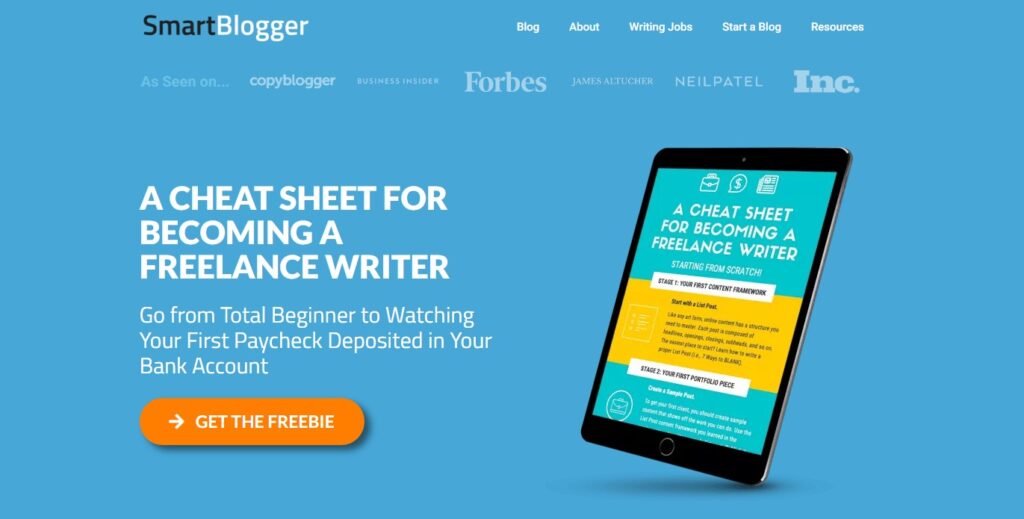 SmartBlogger
Blog About Writing Jobs Start a Blog Resources
As Seen on... copyblogger BUSINESS INSIDER Forbes JAMES ALTUCHER NEILPATEL Inc.
A CHEAT SHEET FOR
BECOMING A
FREELANCE WRITER
Go from Total Beginner to Watching
Your First Paycheck Deposited in Your
Bank Account
GET THE FREEBIE
A CHEAT SHEET
FOR BECOMING A
FREELANCE WRITER
STARTING FROM SCRATCH!
STAGE 1: YOUR FIRST CONTENT FRAMEWORK
Start with a List Post.
Like any art form, online content has a structure you
need to master. Each post is composed of
headlines, openings, closings, subheads, and so on.
The easiest place to start? Learn how to write a
proper List Post (i.e., 7 Ways to BLANK).
STAGE 2: YOUR FIRST PORTFOLIO PIECE
Create a Sample Post.
To get your first client, you should create sample
content that shows off the work you can do. Use the
List Post content framework you learned in the